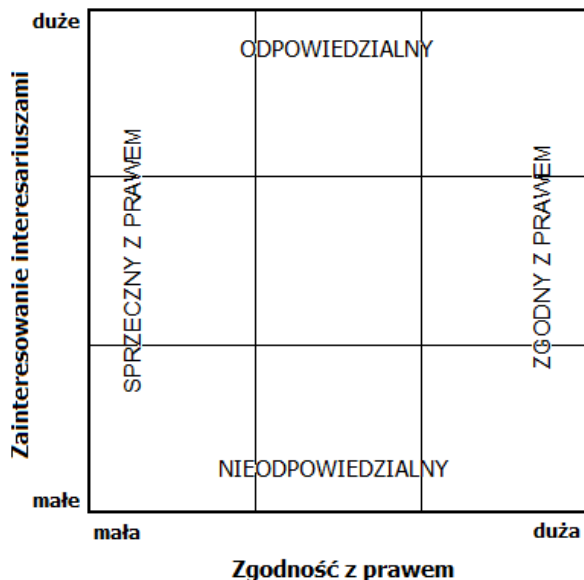 duże
ODPOWIEDZIALNY
Zainteresowanie interesariuszami
SPRZECZNY Z PRAWEM
ZGODNY Z PRAWEM
NIEODPOWIEDZIALNY
małe
mała
duża
Zgodność z prawem